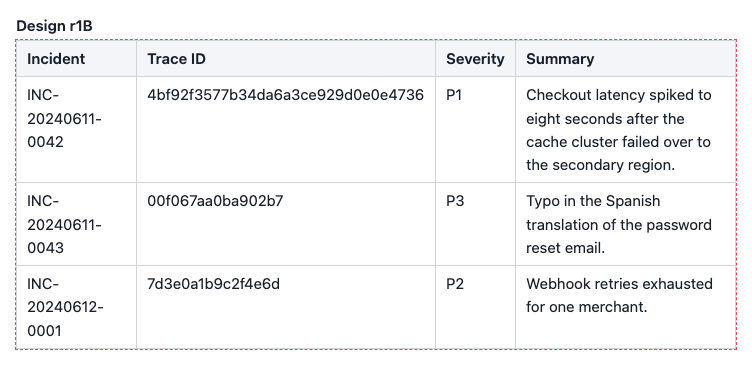 Design r1B
Incident Trace ID Severity Summary
INC-
20240611-
0042
4bf92f3577b34da6a3ce929d0e0e4736
P1
Checkout latency spiked to
eight seconds after the
cache cluster failed over to
the secondary region.
INC-
20240611-
0043
00f067aa0ba902b7
P3
Typo in the Spanish
translation of the password
reset email.
INC-
20240612-
0001
7d3e0a1b9c2f4e6d
P2
Webhook retries exhausted
for one merchant.